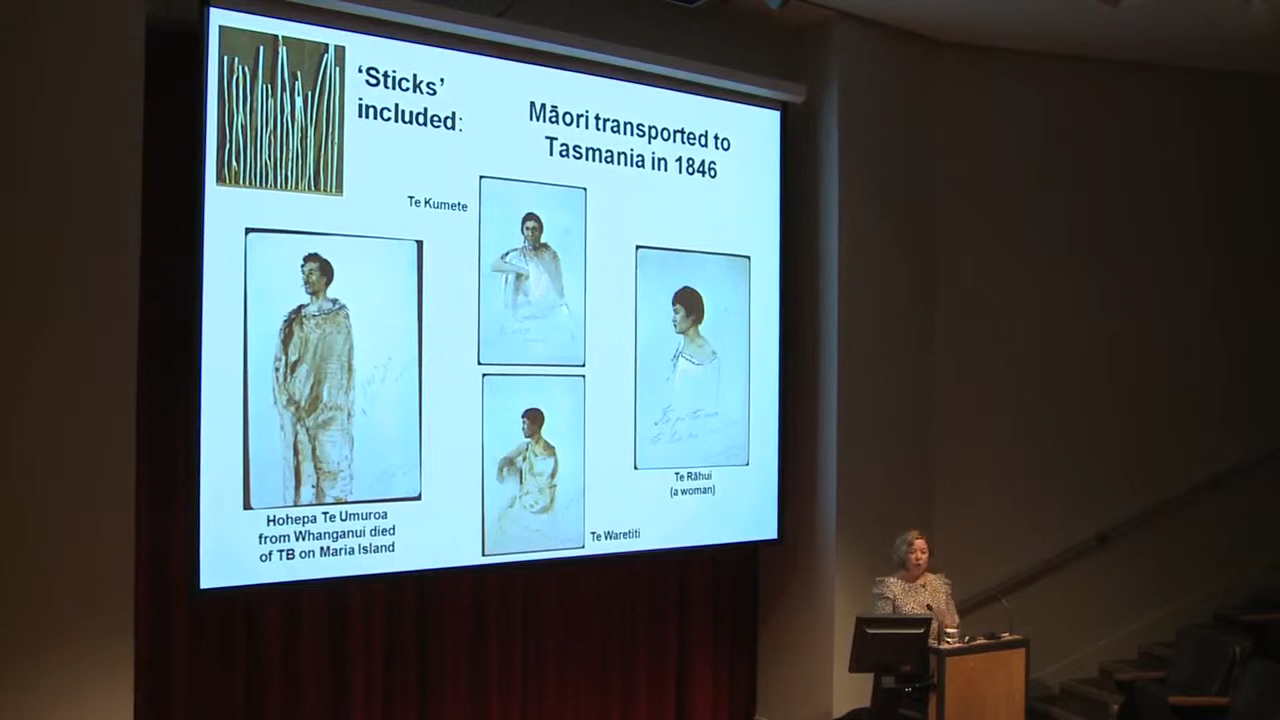 ‘Sticks’
included:
Māori transported to
Tasmania in 1846
Te Kumete
Te Rāhui
(a woman)
Hohepa Te Umuroa
from Whanganui died
of TB on Maria Island
Te Waretiti